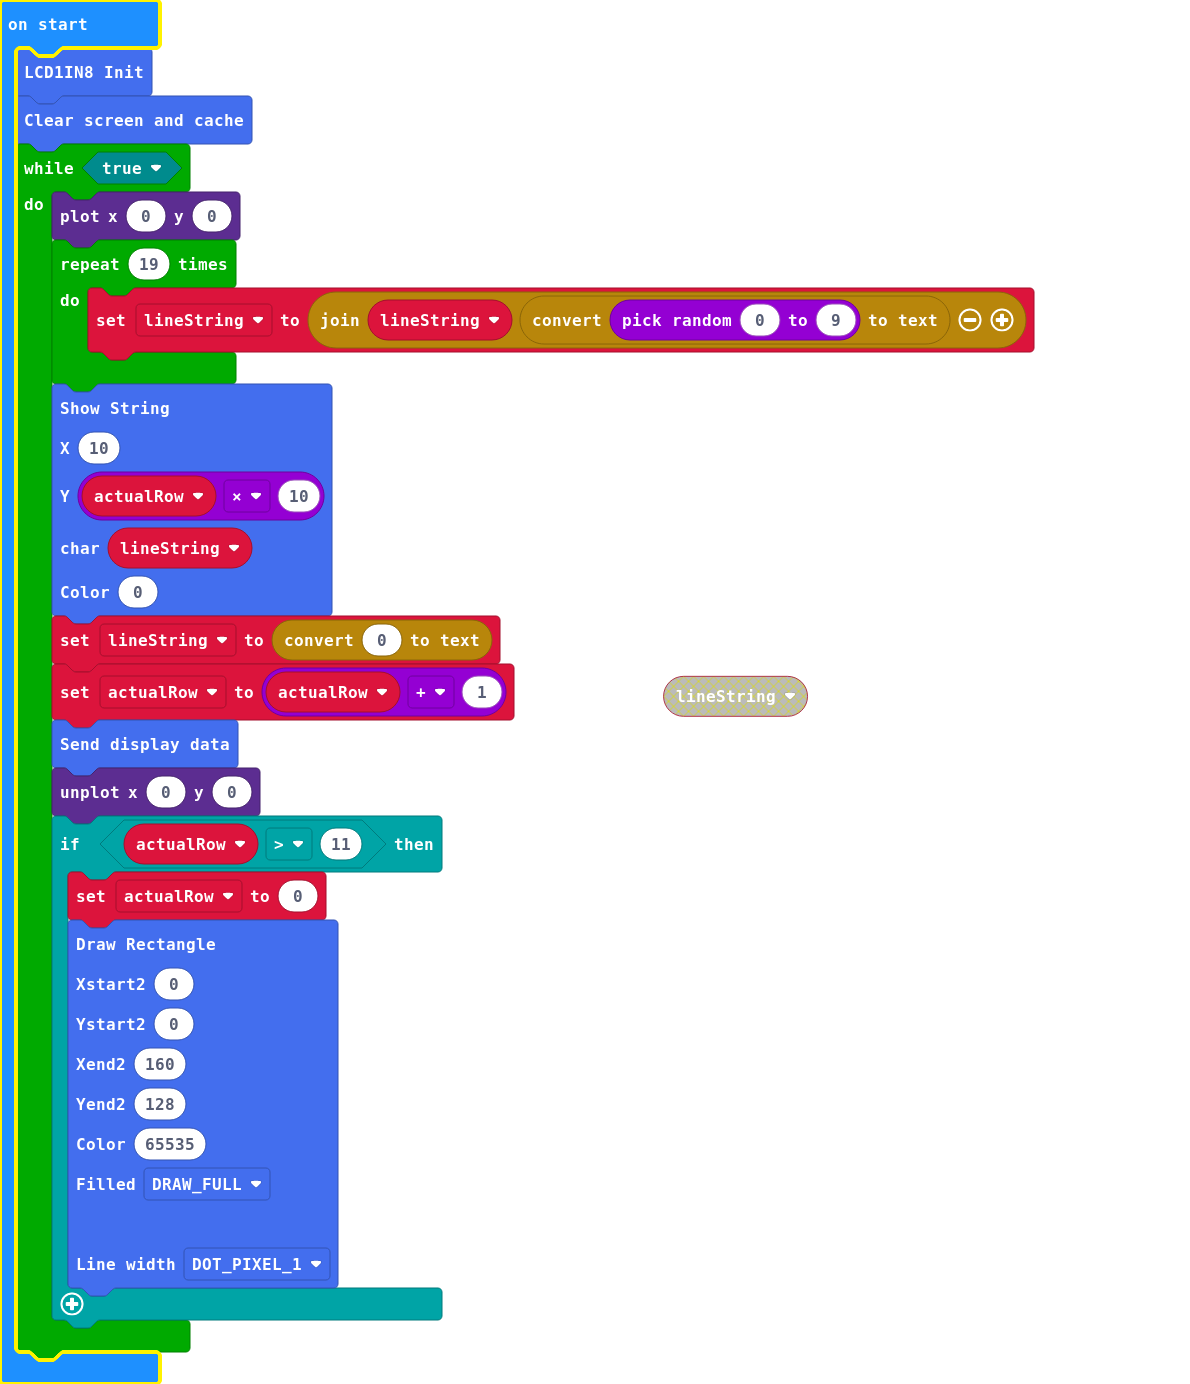 on start
LCD1IN8 Init
Clear screen and cache
while true
do
plot x 0 y 0
repeat 19 times
do
set lineString to join lineString convert pick random 0 to 9 to text
Show String
X 10
Y actualRow × 10
char lineString
Color 0
set lineString to convert 0 to text
set actualRow to actualRow + 1
lineString
Send display data
unplot x 0 y 0
if actualRow > 11 then
set actualRow to 0
Draw Rectangle
Xstart2 0
Ystart2 0
Xend2 160
Yend2 128
Color 65535
Filled DRAW_FULL
Line width DOT_PIXEL_1